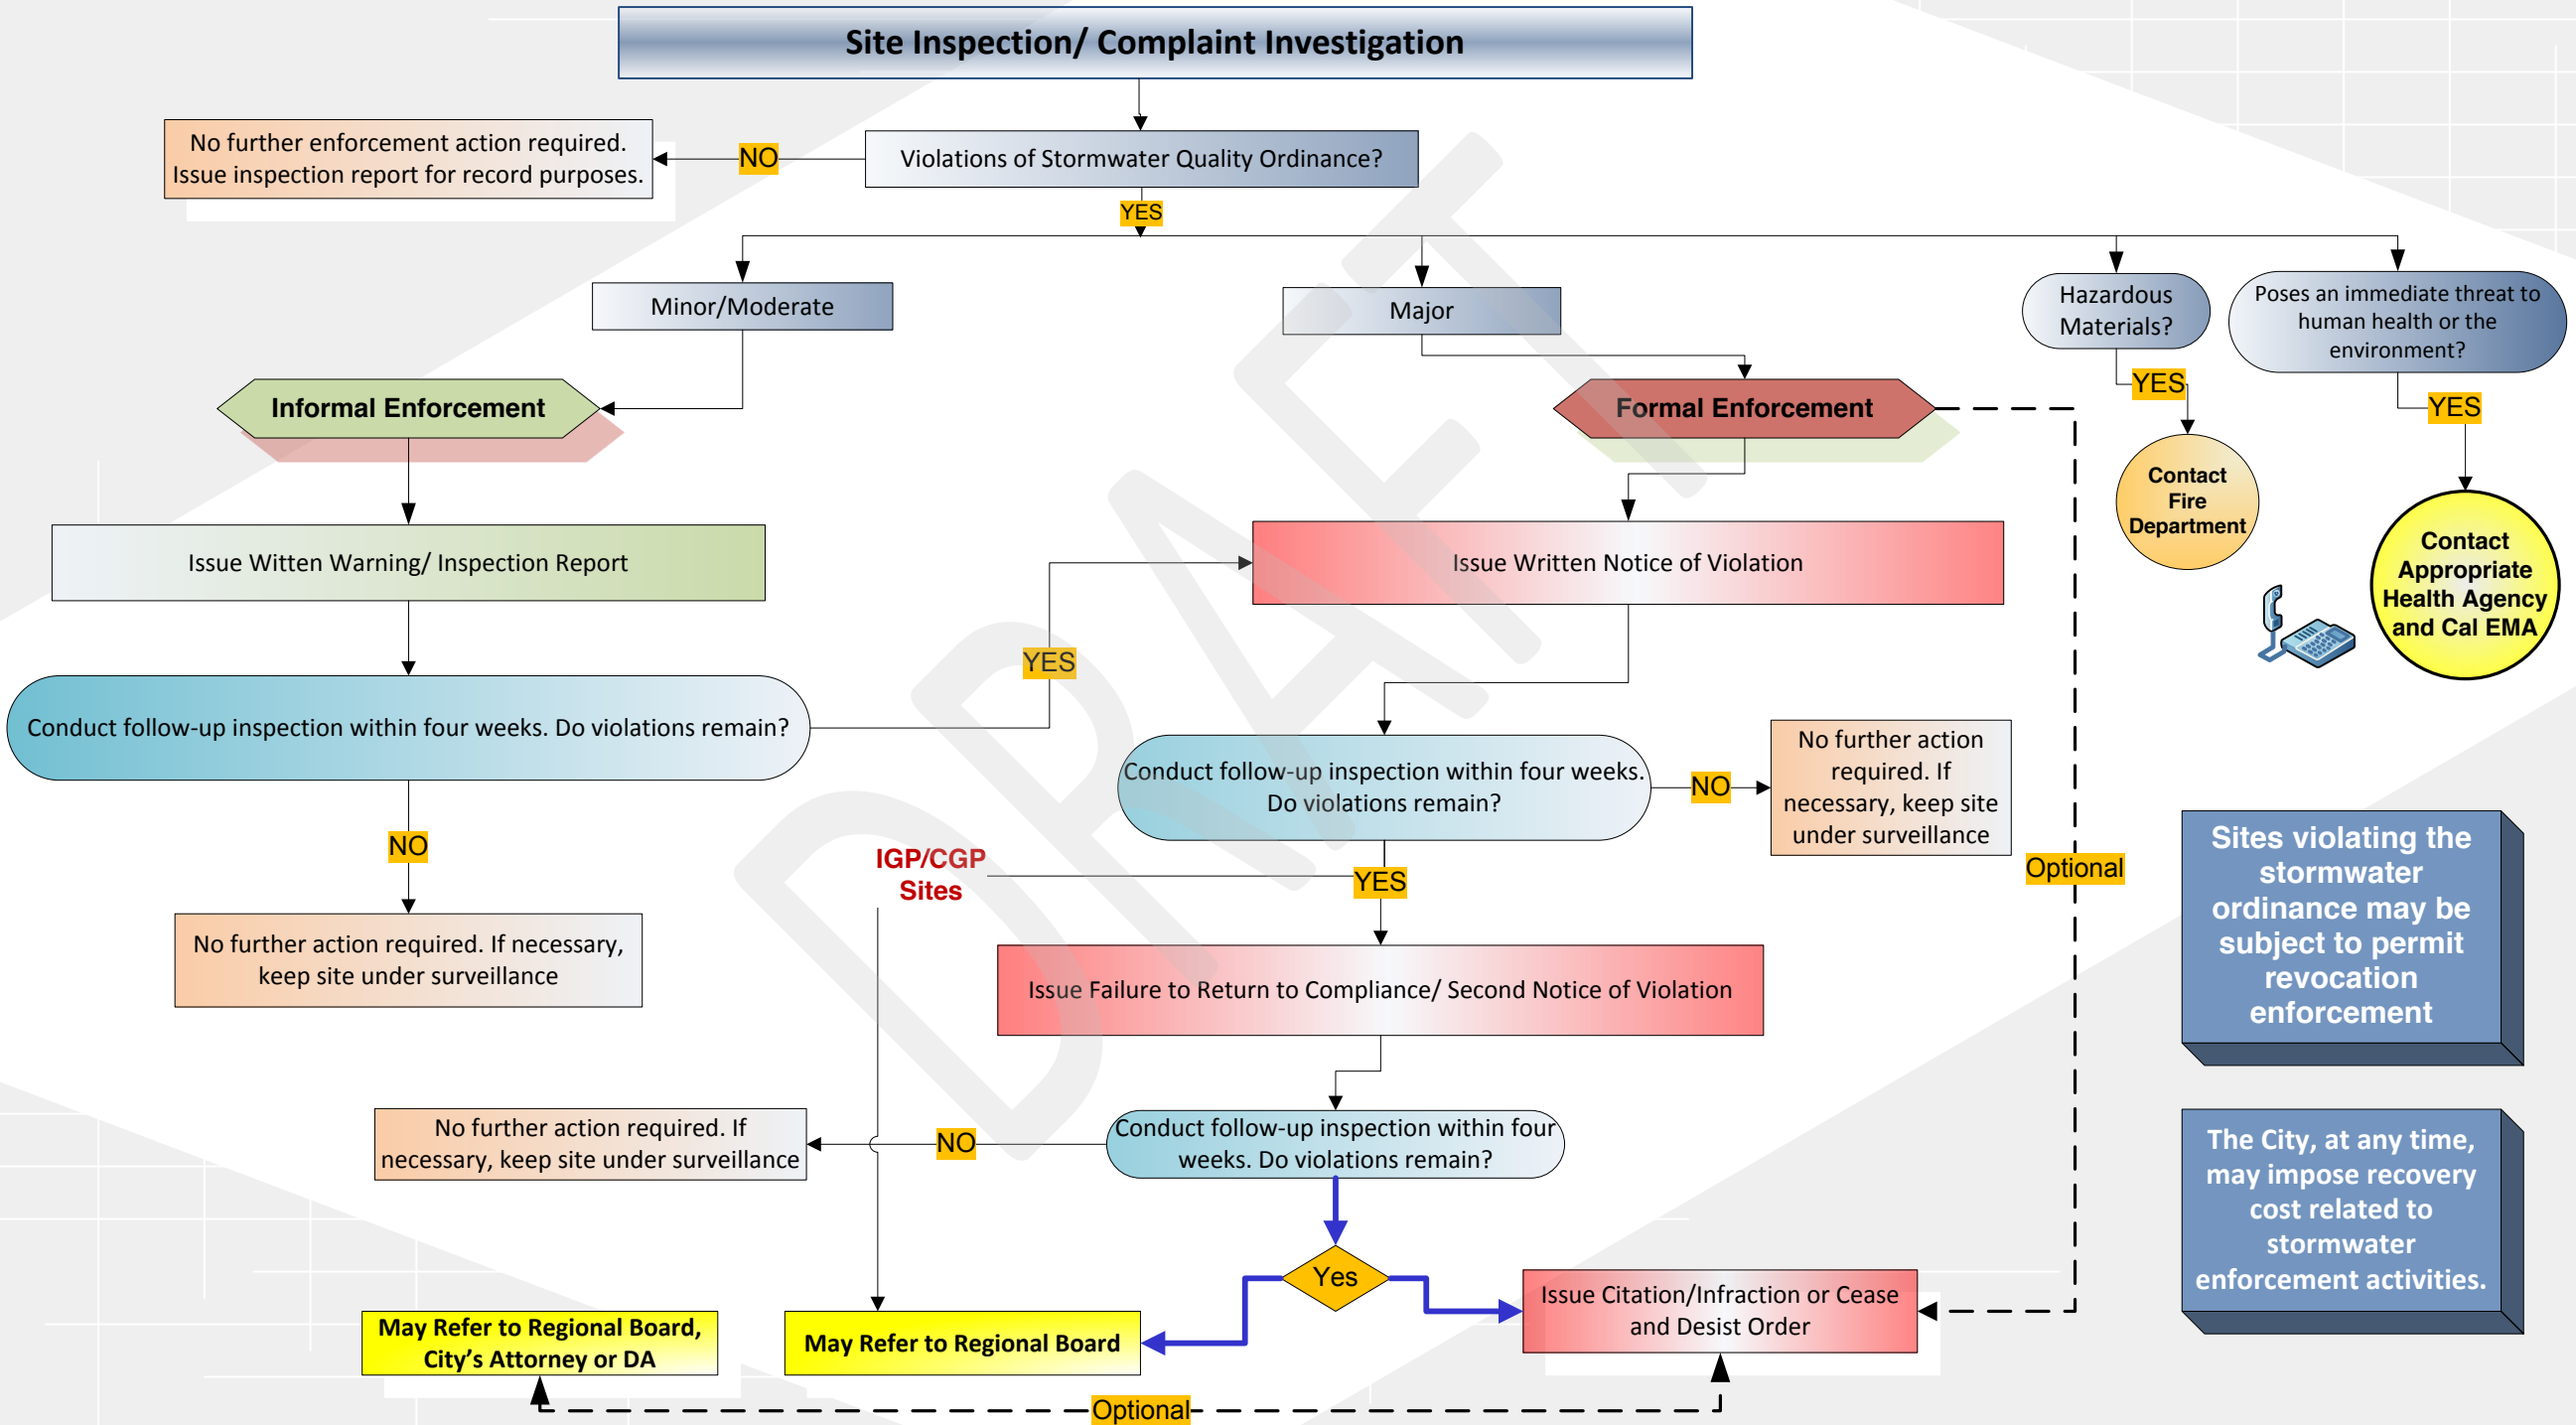 Site Inspection/ Complaint Investigation
No further enforcement action required.
Issue inspection report for record purposes.
NO
Violations of Stormwater Quality Ordinance?
YES
Minor/Moderate
Major
Hazardous
Materials?
Poses an immediate threat to
human health or the
environment?
YES
YES
Informal Enforcement
Formal Enforcement
Contact
Fire
Department
Contact
Appropriate
Health Agency
and Cal EMA
Issue Witten Warning/ Inspection Report
Issue Written Notice of Violation
YES
Conduct follow-up inspection within four weeks. Do violations remain?
Conduct follow-up inspection within four weeks.
Do violations remain?
NO
No further action
required. If
necessary, keep site
under surveillance
NO
IGP/CGP
Sites
YES
Optional
Sites violating the
stormwater
ordinance may be
subject to permit
revocation
enforcement
No further action required. If necessary,
keep site under surveillance
Issue Failure to Return to Compliance/ Second Notice of Violation
No further action required. If
necessary, keep site under surveillance
NO
Conduct follow-up inspection within four
weeks. Do violations remain?
The City, at any time,
may impose recovery
cost related to
stormwater
enforcement activities.
Yes
May Refer to Regional Board,
City's Attorney or DA
May Refer to Regional Board
Issue Citation/Infraction or Cease
and Desist Order
Optional
DRAFT